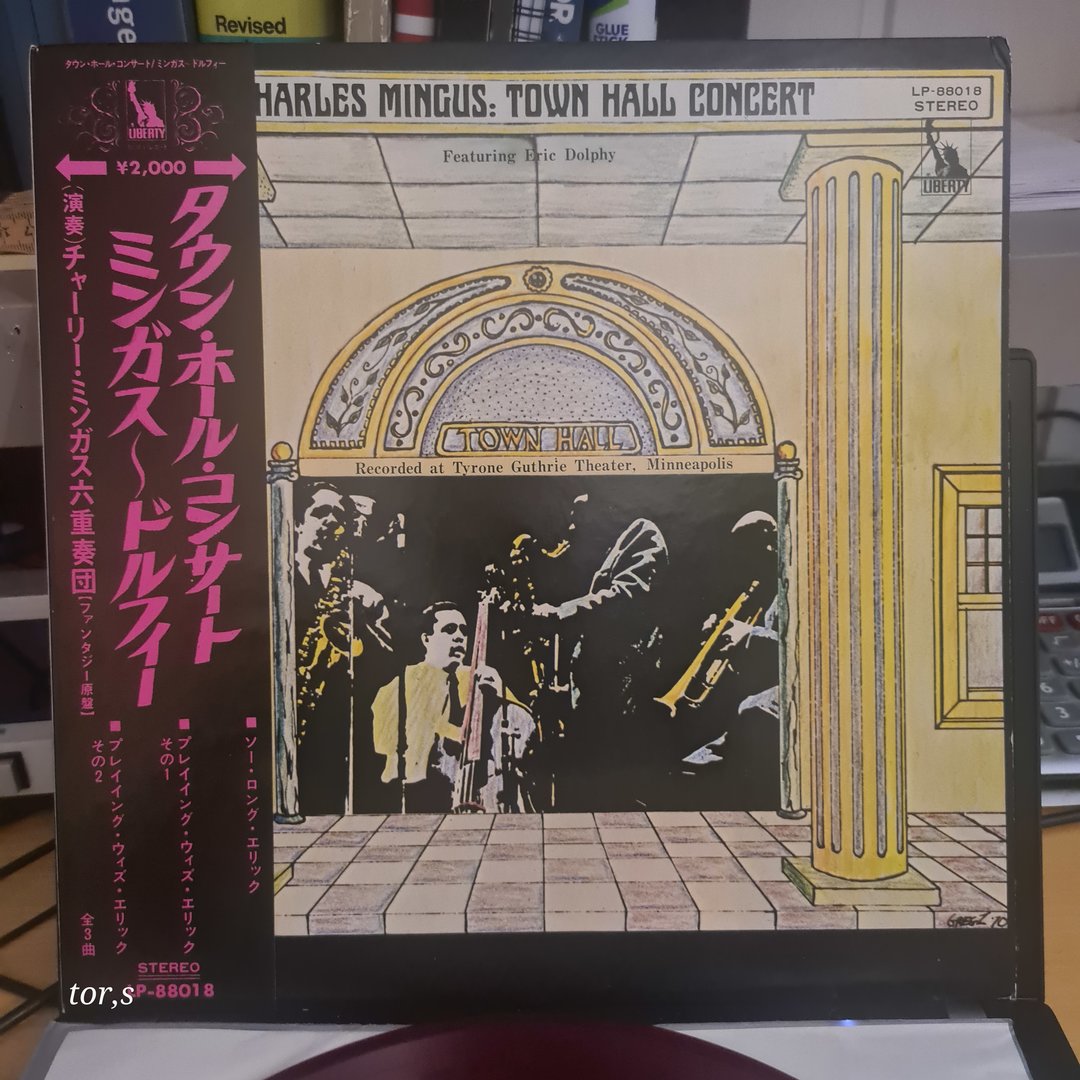 Revised
GLUE
STICK
タウン・ホール・コンサート/ミンガス~ドルフィー
LIBERTY
¥2,000
タウン・ホール・コンサート
ミンガス~ドルフィー
(演奏)チャーリー・ミンガス六重奏団(ファンタジー原盤)
■ソー・ロング・エリック
■プレイイング・ウィズ・エリック
その1
■プレイイング・ウィズ・エリック
その2
全3曲
STEREO
LP-88018
tor,s
CHARLES MINGUS: TOWN HALL CONCERT
LP-88018
STEREO
LIBERTY
Featuring Eric Dolphy
TOWN HALL
Recorded at Tyrone Guthrie Theater, Minneapolis